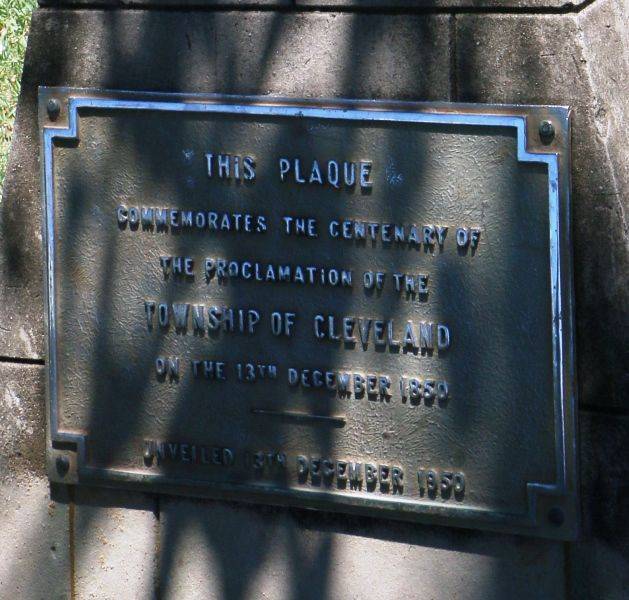 THIS PLAQUE
COMMEMORATES THE CENTENARY OF
THE PROCLAMATION OF THE
TOWNSHIP OF CLEVELAND
ON THE 13TH DECEMBER 1850
UNVEILED 13TH DECEMBER 1950